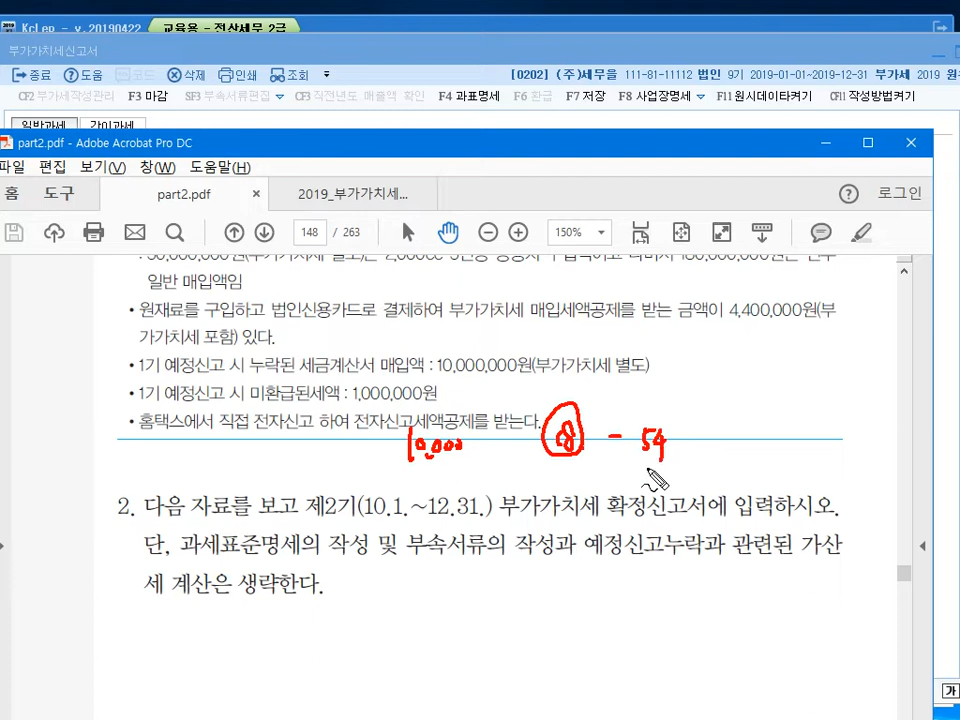 KcLep - v.20190422 교육용 - 전산세무 2급
부가가치세신고서
종료 도움 코드 삭제 인쇄 조회 [0202] (주)세무을 111-81-11112 법인 9기 2019-01-01~2019-12-31 부가세 2019
CF2 부가세작성관리 F3 마감 SF3 부속서류편집 CF3 직전년도 매출액 확인 F4 과표명세 F6 환급 F7 저장 F8 사업장명세 F11 원시데이타켜기 CF11 작성방법켜기
일반과세 간이과세
part2.pdf - Adobe Acrobat Pro DC
파일 편집 보기(V) 창(W) 도움말(H)
홈 도구 part2.pdf × 2019_부가가치세... 로그인
148 / 263 150%
일반 매입액임
• 원재료를 구입하고 법인신용카드로 결제하여 부가가치세 매입세액공제를 받는 금액이 4,400,000원(부
가가치세 포함) 있다.
• 1기 예정신고 시 누락된 세금계산서 매입액 : 10,000,000원(부가가치세 별도)
• 1기 예정신고 시 미환급된세액 : 1,000,000원
• 홈택스에서 직접 전자신고 하여 전자신고세액공제를 받는다.
10,000 - 59
2. 다음 자료를 보고 제2기(10.1.~12.31.) 부가가치세 확정신고서에 입력하시오.
단, 과세표준명세의 작성 및 부속서류의 작성과 예정신고누락과 관련된 가산
세 계산은 생략한다.
가